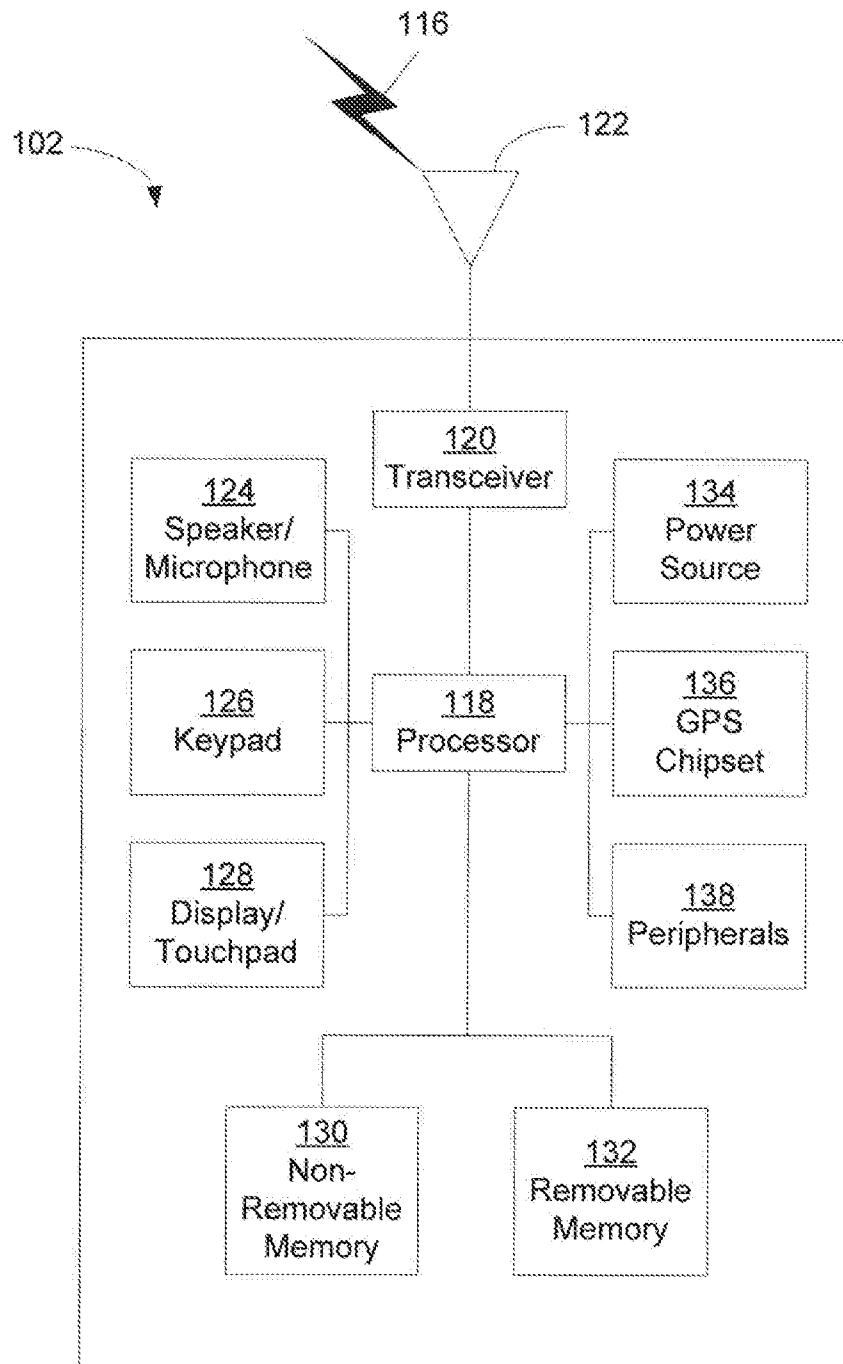 116
122
102
120
Transceiver
124
Speaker/
Microphone
134
Power
Source
126
Keypad
118
Processor
136
GPS
Chipset
128
Display/
Touchpad
138
Peripherals
130
Non-
Removable
Memory
132
Removable
Memory